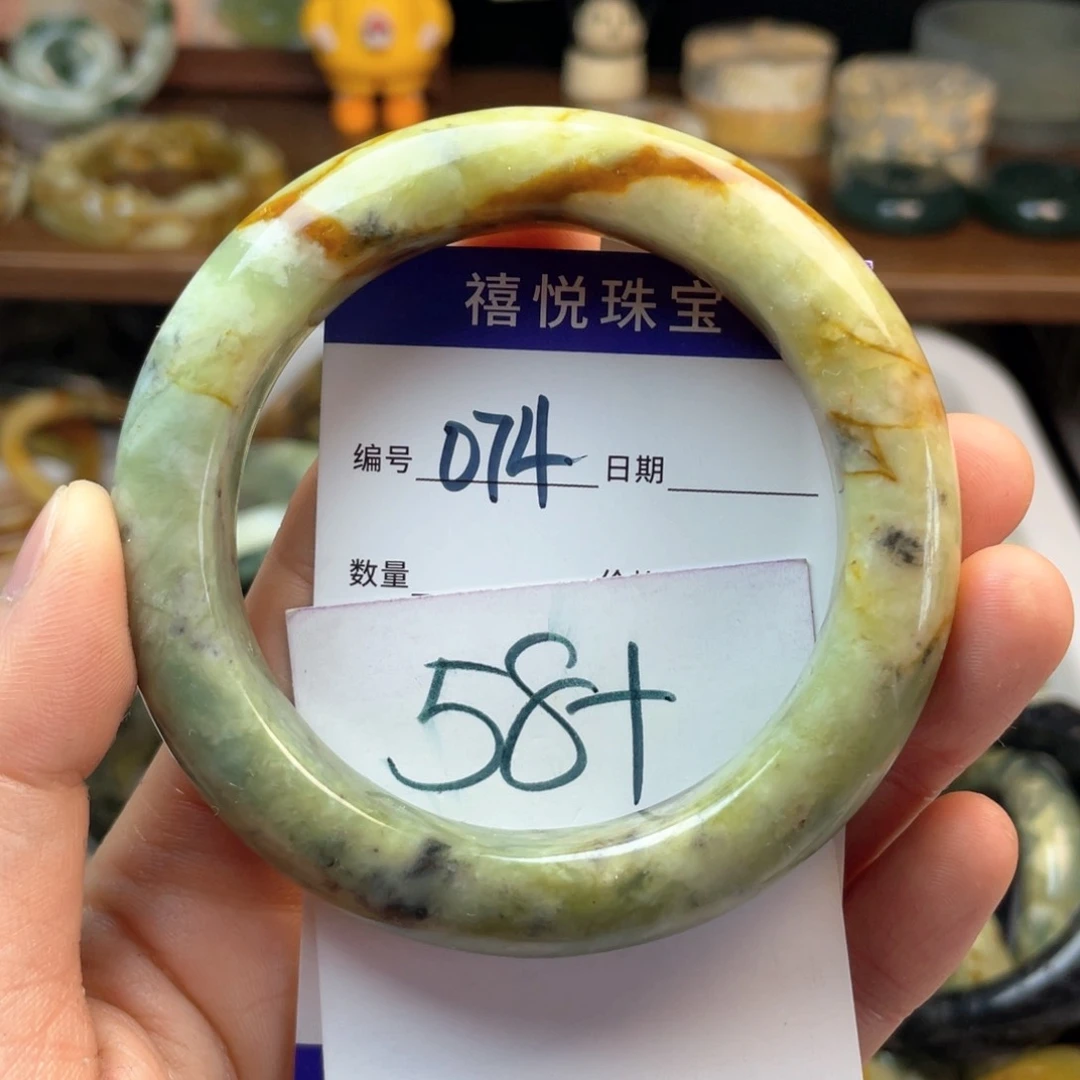 禧悦珠宝
编号 074 日期
数量
58+